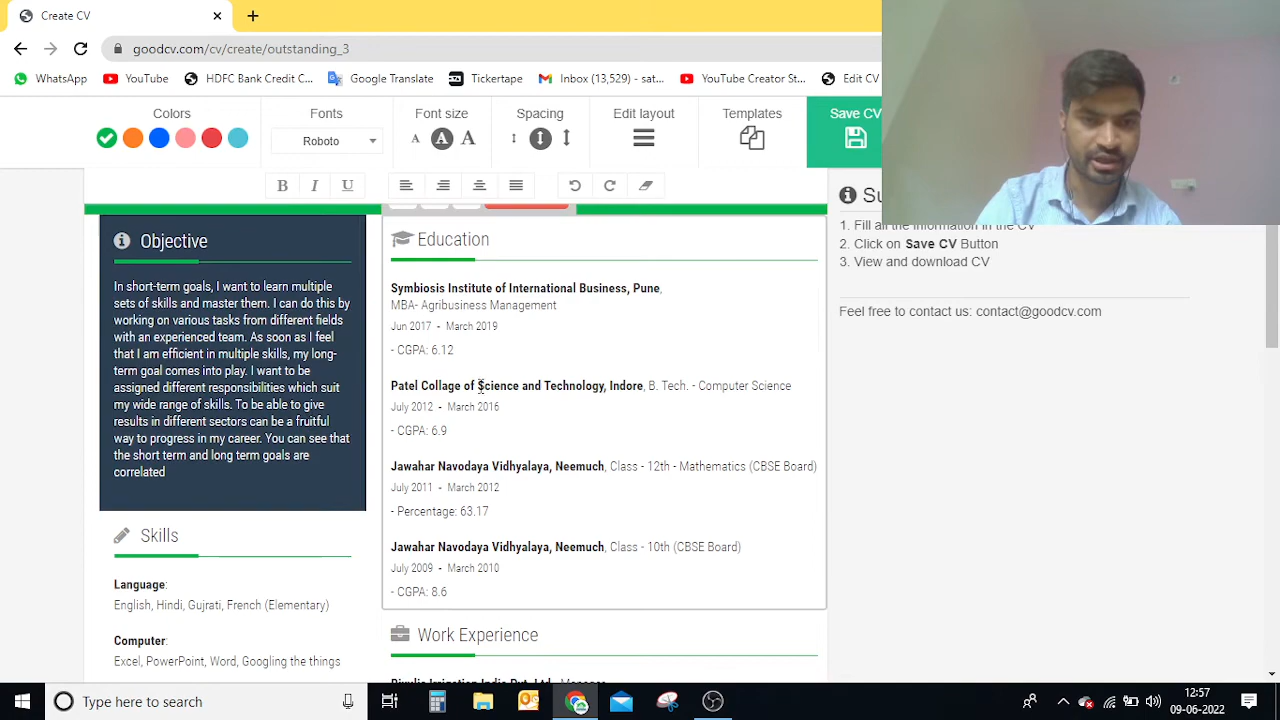 Create CV
goodcv.com/cv/create/outstanding_3
WhatsApp YouTube HDFC Bank Credit C... Google Translate Tickertape Inbox (13,529) - sat... YouTube Creator St... Edit CV
Colors Fonts Font size Spacing Edit layout Templates Save CV
Roboto A A A
B I U
Objective
In short-term goals, I want to learn multiple
sets of skills and master them. I can do this by
working on various tasks from different fields
with an experienced team. As soon as I feel
that I am efficient in multiple skills, my long-
term goal comes into play. I want to be
assigned different responsibilities which suit
my wide range of skills. To be able to give
results in different sectors can be a fruitful
way to progress in my career. You can see that
the short term and long term goals are
correlated
Skills
Language:
English, Hindi, Gujrati, French (Elementary)
Computer:
Excel, PowerPoint, Word, Googling the things
Education
Symbiosis Institute of International Business, Pune,
MBA- Agribusiness Management
Jun 2017 - March 2019
- CGPA: 6.12
Patel Collage of Science and Technology, Indore, B. Tech. - Computer Science
July 2012 - March 2016
- CGPA: 6.9
Jawahar Navodaya Vidhyalaya, Neemuch, Class - 12th - Mathematics (CBSE Board)
July 2011 - March 2012
- Percentage: 63.17
Jawahar Navodaya Vidhyalaya, Neemuch, Class - 10th (CBSE Board)
July 2009 - March 2010
- CGPA: 8.6
Work Experience
1. Fill all the information in the CV
2. Click on Save CV Button
3. View and download CV
Feel free to contact us: contact@goodcv.com
Type here to search
12:57
09-06-2022